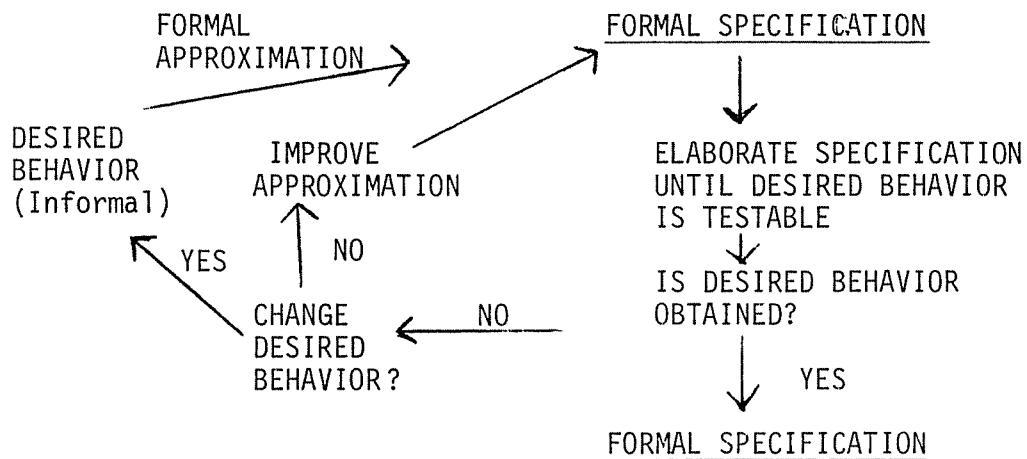 FORMAL
APPROXIMATION
FORMAL SPECIFICATION
DESIRED
BEHAVIOR
(Informal)
IMPROVE
APPROXIMATION
ELABORATE SPECIFICATION
UNTIL DESIRED BEHAVIOR
IS TESTABLE
YES
NO
IS DESIRED BEHAVIOR
OBTAINED?
CHANGE
DESIRED
BEHAVIOR?
NO
YES
FORMAL SPECIFICATION